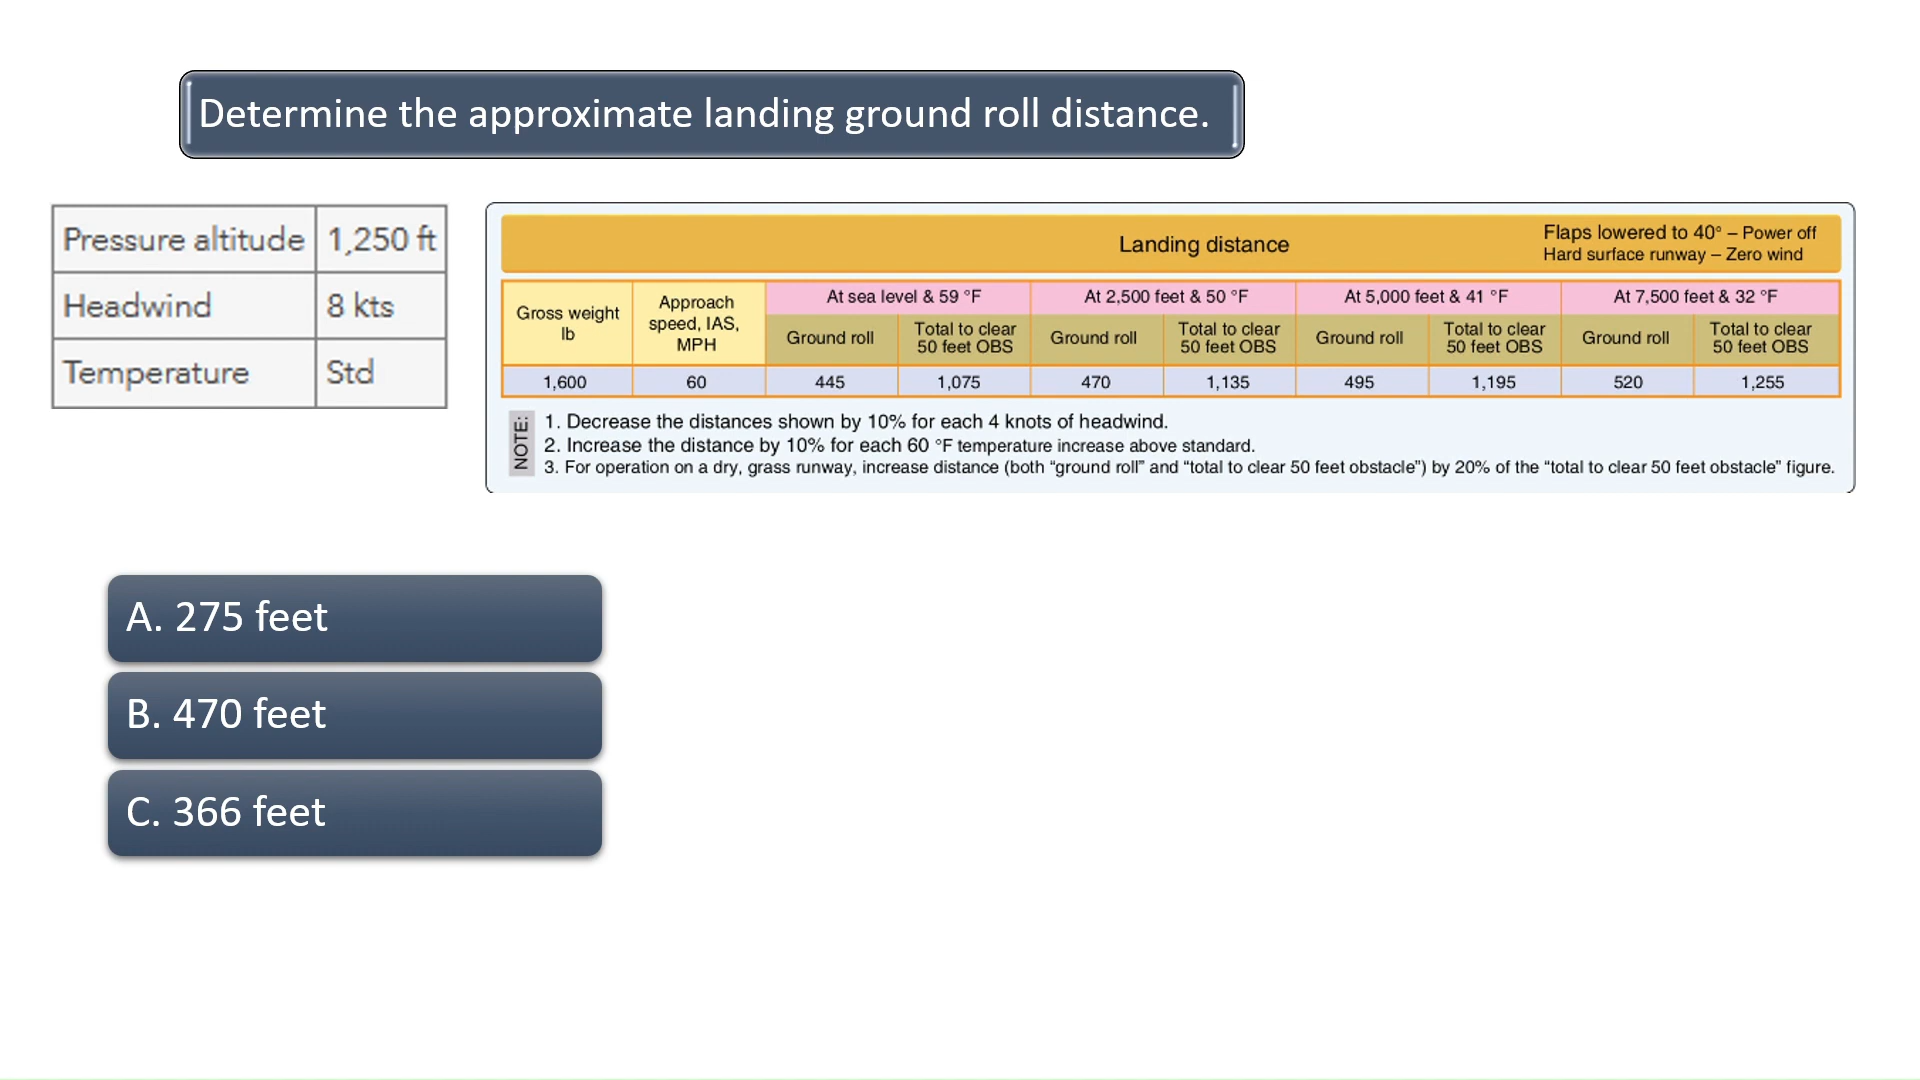 Determine the approximate landing ground roll distance.
Pressure altitude 1,250 ft
Headwind 8 kts
Temperature Std
Landing distance
Flaps lowered to 40° – Power off
Hard surface runway – Zero wind
Gross weight
lb
Approach
speed, IAS,
MPH
At sea level & 59 °F
At 2,500 feet & 50 °F
At 5,000 feet & 41 °F
At 7,500 feet & 32 °F
Ground roll
Total to clear
50 feet OBS
Ground roll
Total to clear
50 feet OBS
Ground roll
Total to clear
50 feet OBS
Ground roll
Total to clear
50 feet OBS
1,600 60 445 1,075 470 1,135 495 1,195 520 1,255
NOTE:
1. Decrease the distances shown by 10% for each 4 knots of headwind.
2. Increase the distance by 10% for each 60 °F temperature increase above standard.
3. For operation on a dry, grass runway, increase distance (both “ground roll” and “total to clear 50 feet obstacle”) by 20% of the “total to clear 50 feet obstacle” figure.
A. 275 feet
B. 470 feet
C. 366 feet